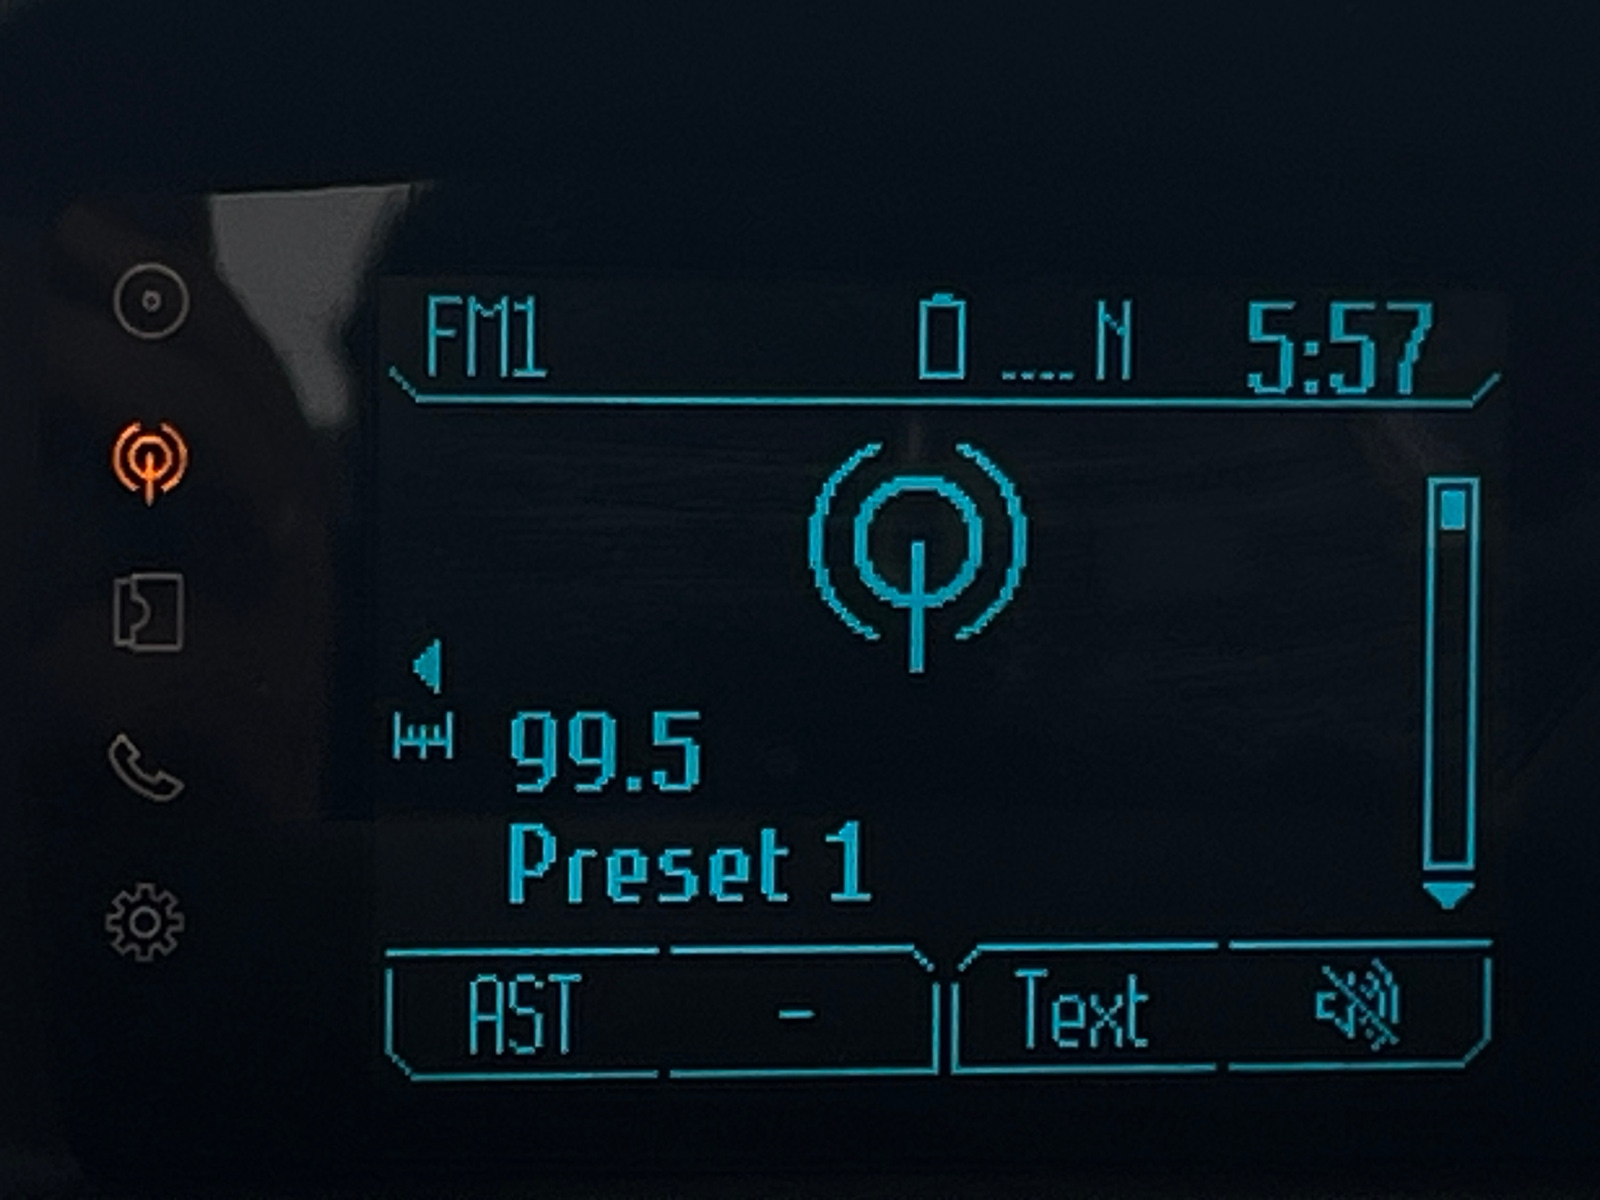 FM1 N 5:57
99.5
Preset 1
AST - Text